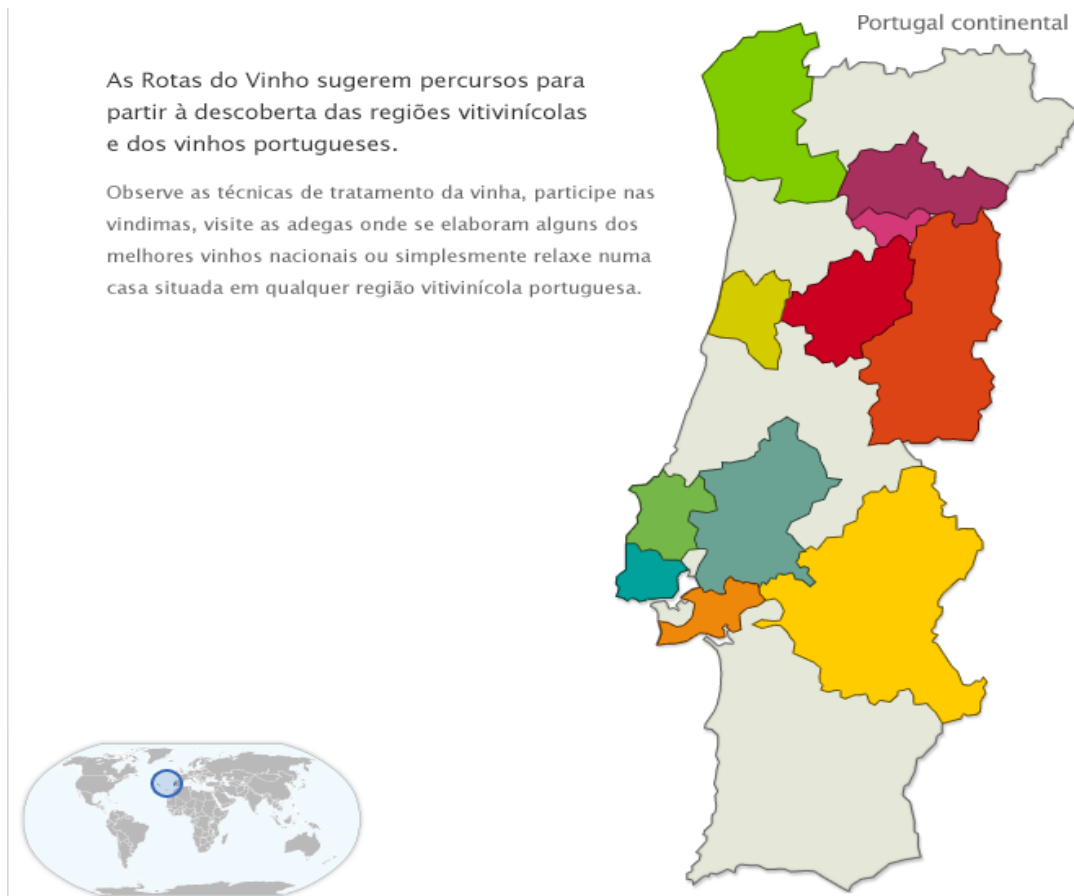 Portugal continental
As Rotas do Vinho sugerem percursos para
partir à descoberta das regiões vitivinícolas
e dos vinhos portugueses.
Observe as técnicas de tratamento da vinha, participe nas
vindimas, visite as adegas onde se elaboram alguns dos
melhores vinhos nacionais ou simplesmente relaxe numa
casa situada em qualquer região vitivinícola portuguesa.